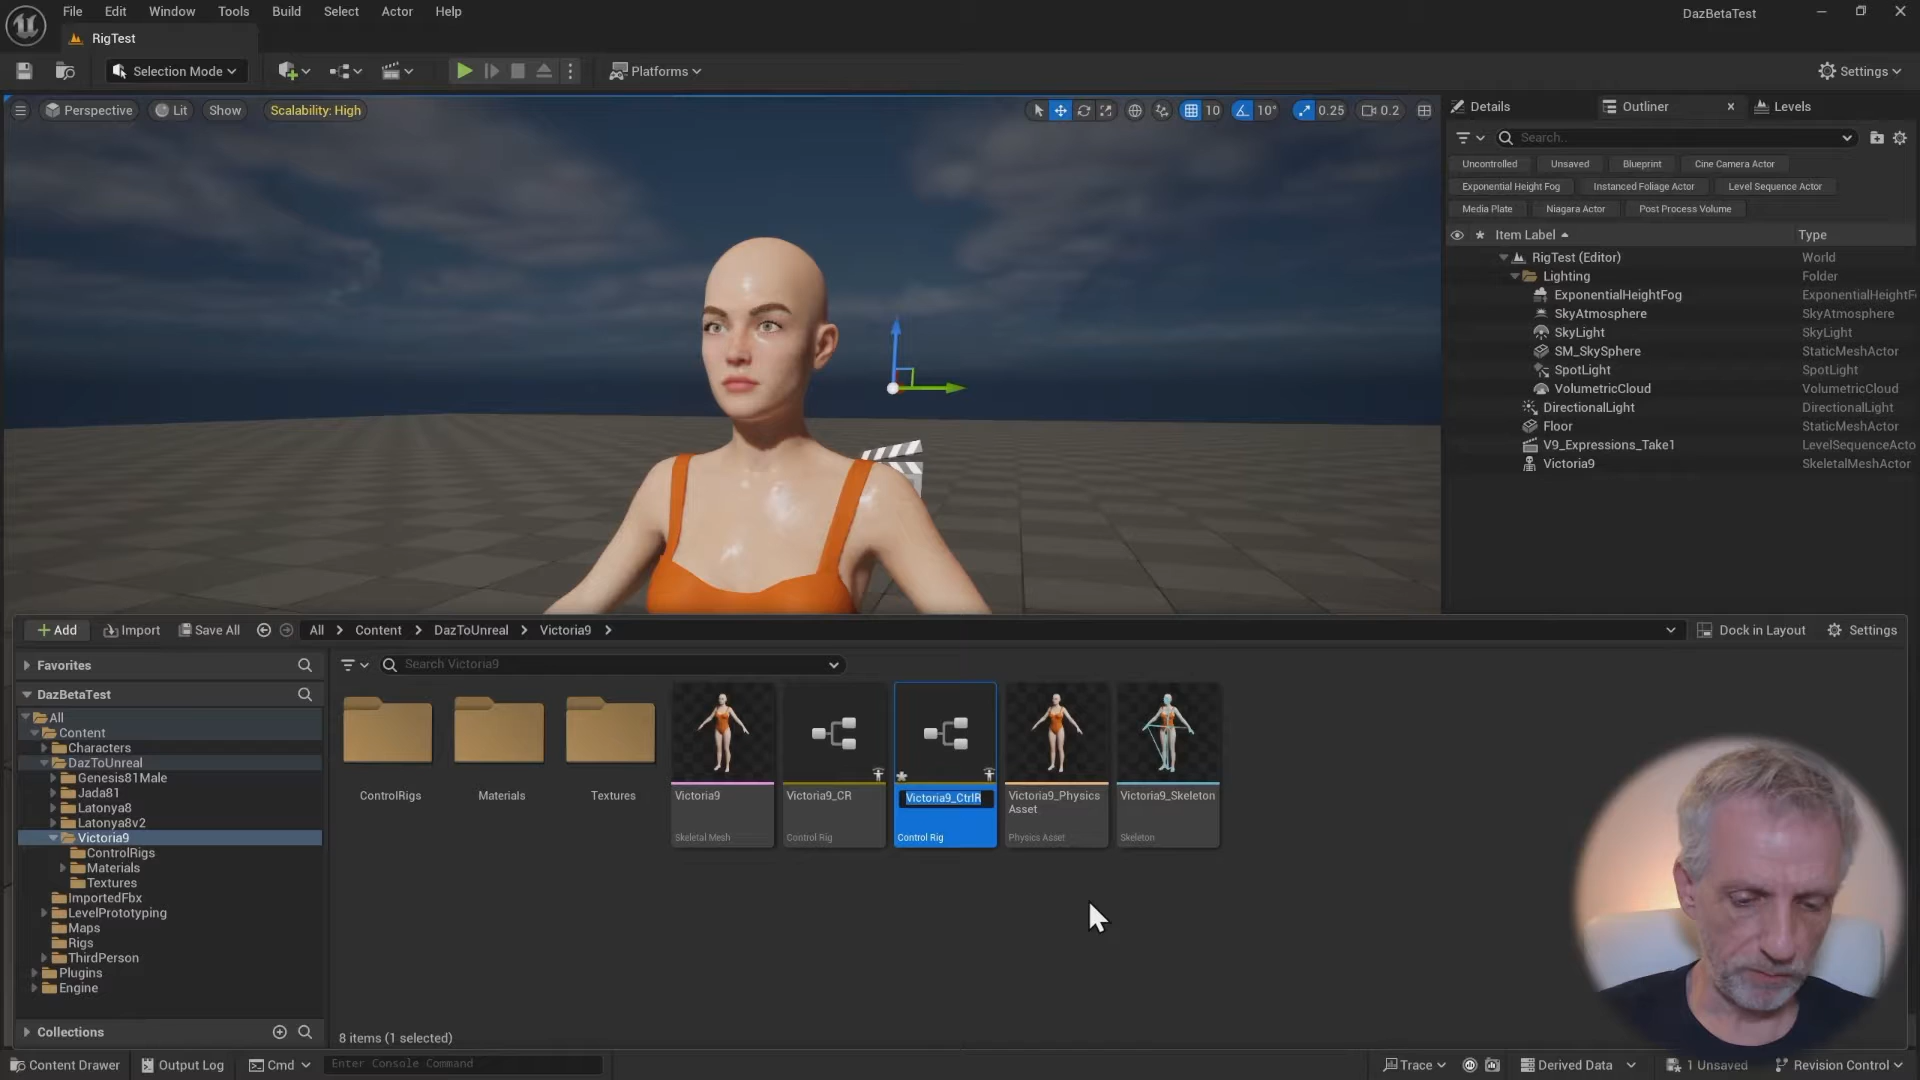 File Edit Window Tools Build Select Actor Help
DazBetaTest
RigTest
Selection Mode
Platforms
Settings
Perspective Lit Show Scalability: High
10 10° 0.25 0.2
Details Outliner Levels
Search..
Uncontrolled Unsaved Blueprint Cine Camera Actor
Exponential Height Fog Instanced Foliage Actor Level Sequence Actor
Media Plate Niagara Actor Post Process Volume
Item Label Type
RigTest (Editor) World
Lighting Folder
ExponentialHeightFog ExponentialHeightF
SkyAtmosphere SkyAtmosphere
SkyLight SkyLight
SM_SkySphere StaticMeshActor
SpotLight SpotLight
VolumetricCloud VolumetricCloud
DirectionalLight DirectionalLight
Floor StaticMeshActor
V9_Expressions_Take1 LevelSequenceActo
Victoria9 SkeletalMeshActor
Add Import Save All All Content DazToUnreal Victoria9
Dock in Layout Settings
Favorites
DazBetaTest
All
Content
Characters
DazToUnreal
Genesis81Male
Jada81
Latonya8
Latonya8v2
Victoria9
ControlRigs
Materials
Textures
ImportedFbx
LevelPrototyping
Maps
Rigs
ThirdPerson
Plugins
Engine
Collections
Search Victoria9
ControlRigs
Materials
Textures
Victoria9
Skeletal Mesh
Victoria9_CR
Control Rig
Victoria9_CtrlR
Control Rig
Victoria9_Physics
Asset
Physics Asset
Victoria9_Skeleton
Skeleton
8 items (1 selected)
Content Drawer Output Log Cmd Enter Console Command
Trace Derived Data 1 Unsaved Revision Control